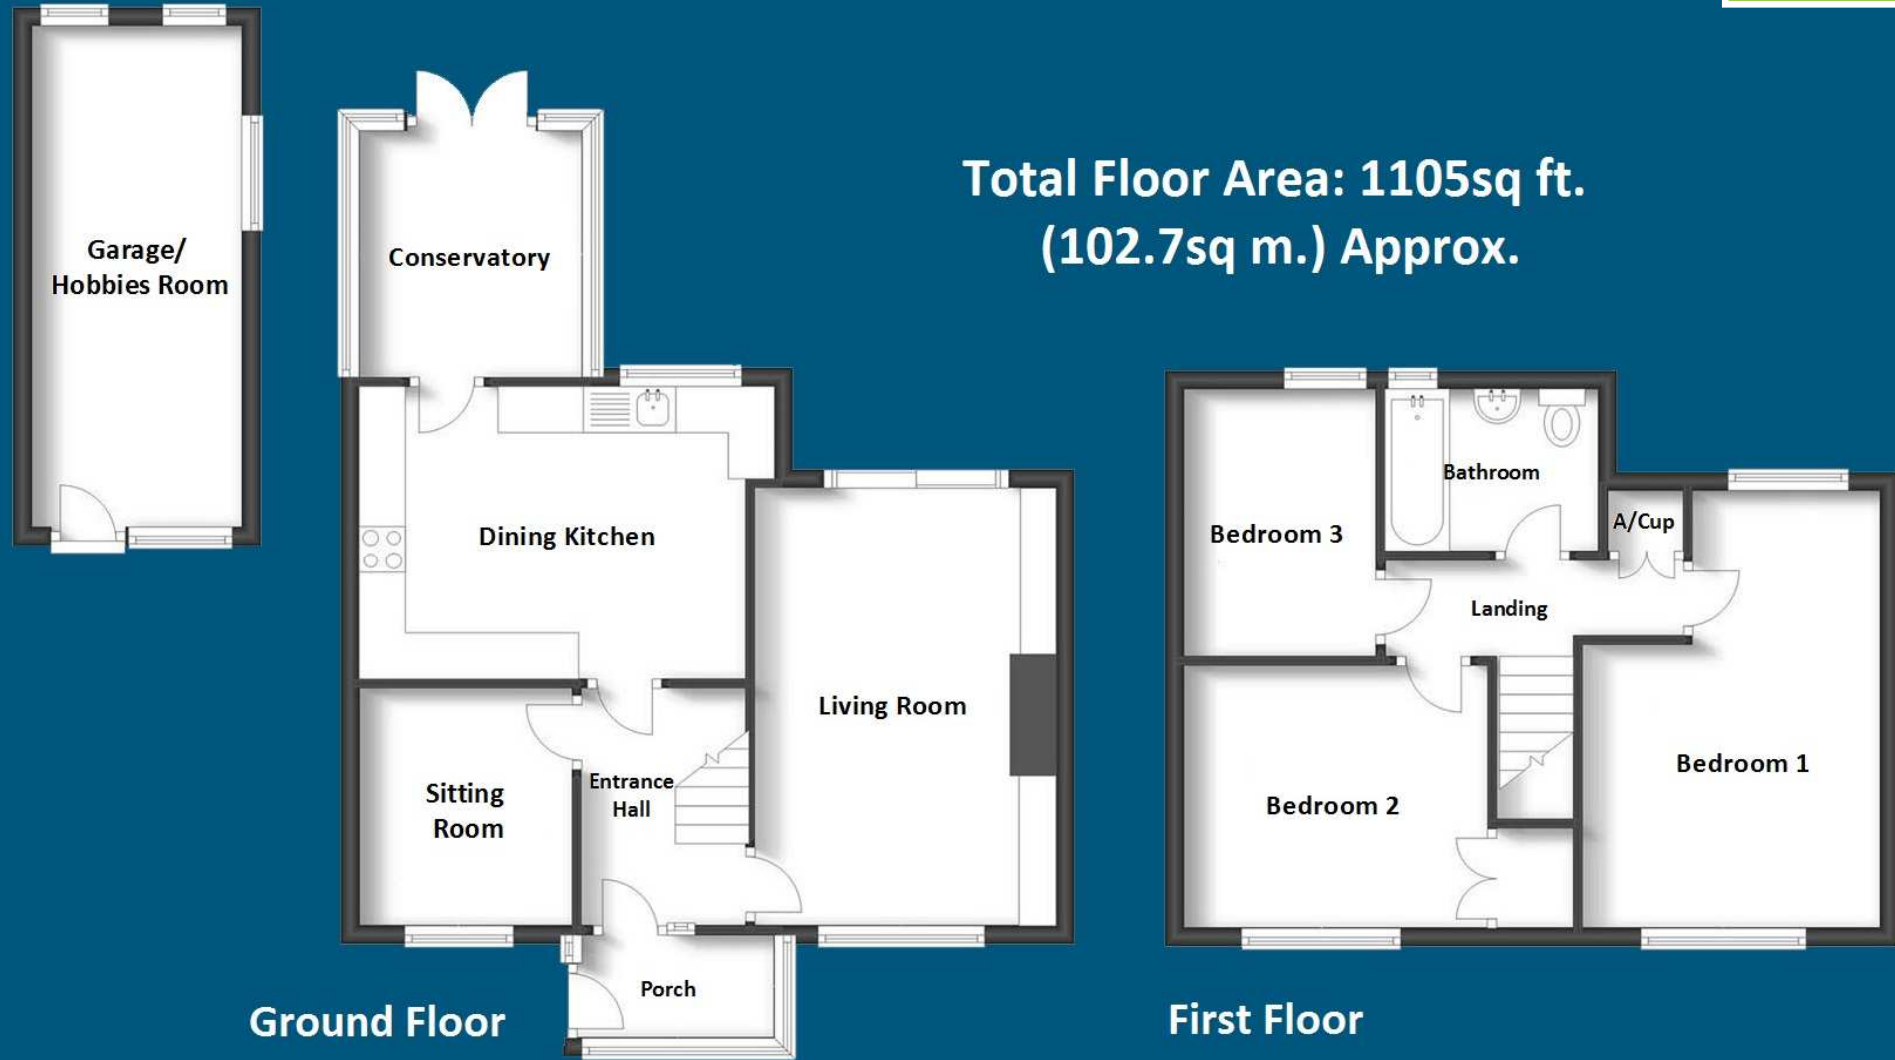 Total Floor Area: 1105sq ft.
(102.7sq m.) Approx.
Garage/
Hobbies Room
Conservatory
Dining Kitchen
Living Room
Sitting
Room
Entrance
Hall
Porch
Ground Floor
Bathroom
Bedroom 3
A/Cup
Landing
Bedroom 1
Bedroom 2
First Floor